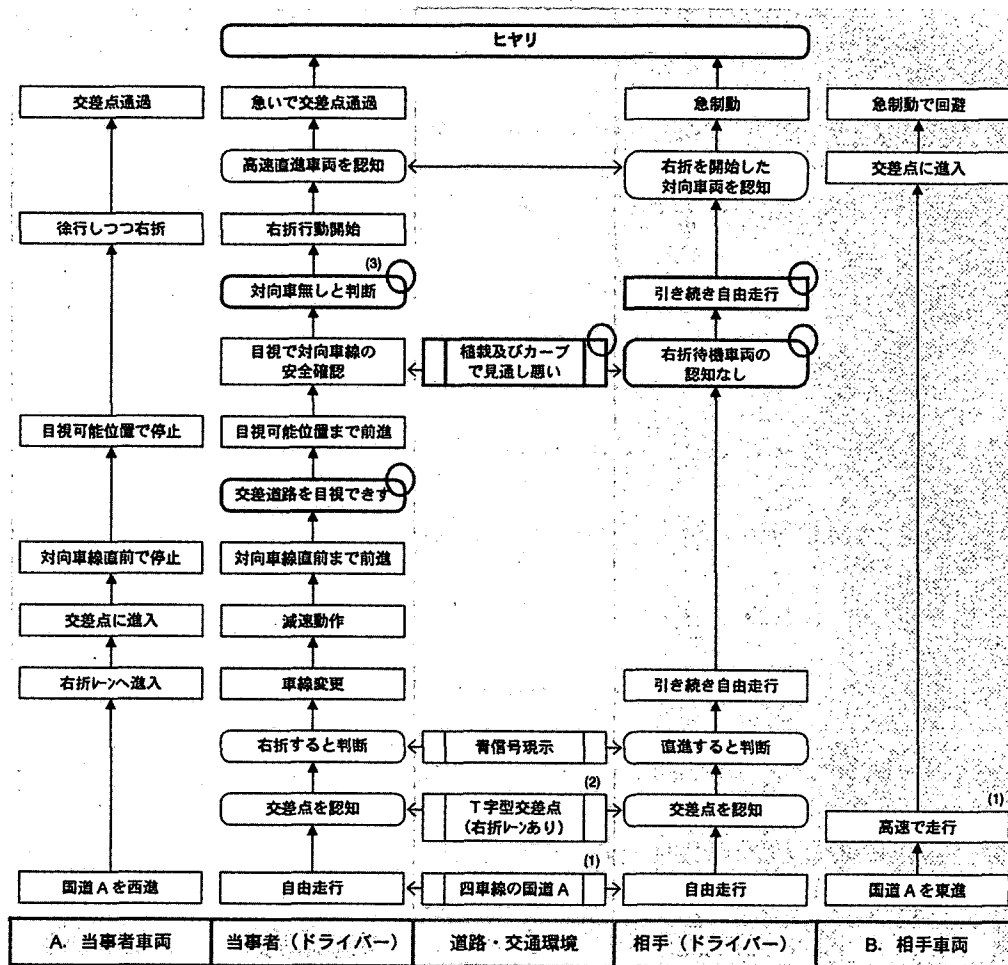 ヒヤリ
交差点通過
急いで交差点通過
急制動
急制動で回避
高速直進車両を認知
右折を開始した
対向車両を認知
交差点に進入
徐行しつつ右折
右折行動開始
(3)
対向車無しと判断
引き続き自由走行
目視で対向車線の
安全確認
植栽及びカーブ
で見通し悪い
右折待機車両の
認知なし
目視可能位置で停止
目視可能位置まで前進
交差道路を目視できず
対向車線直前で停止
対向車線直前まで前進
交差点に進入
減速動作
右折レーンへ進入
車線変更
引き続き自由走行
右折すると判断
青信号現示
直進すると判断
(2)
交差点を認知
T字型交差点
(右折レーンあり)
交差点を認知
(1)
高速で走行
(1)
国道Aを西進
自由走行
四車線の国道A
自由走行
国道Aを東進
A. 当事者車両
当事者（ドライバー）
道路・交通環境
相手（ドライバー）
B. 相手車両